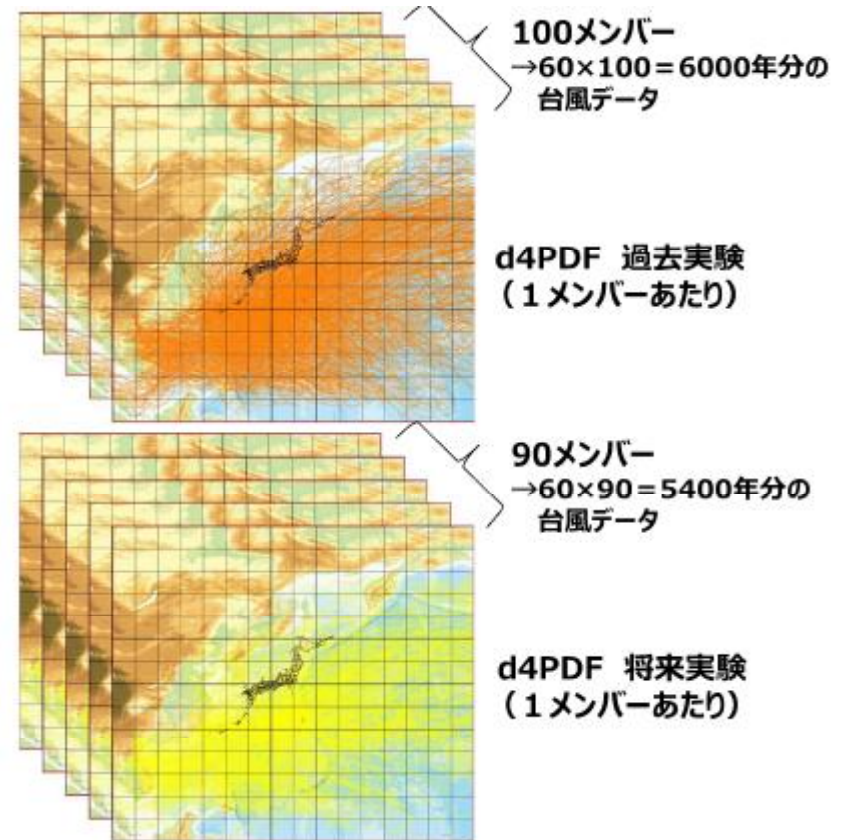 100メンバー
→60×100=6000年分の
台風データ
d4PDF 過去実験
(1メンバーあたり)
90メンバー
→60×90=5400年分の
台風データ
d4PDF 将来実験
(1メンバーあたり)